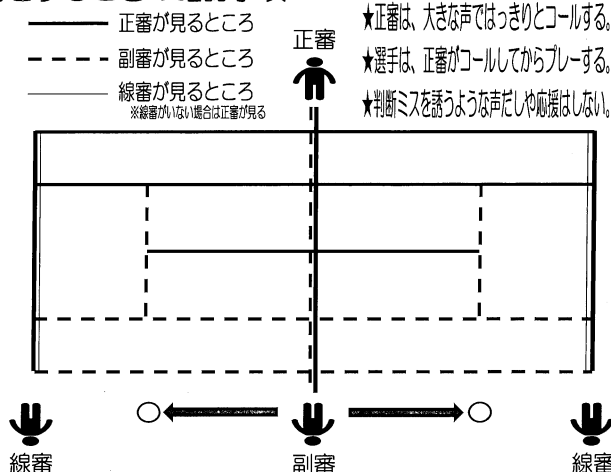 正審が見るところ
副審が見るところ
線審が見るところ
※線審がいない場合は正審が見る
正審
★正審は、大きな声ではっきりとコールする。
★選手は、正審がコールしてからプレーする。
★判断ミスを誘うような声だしや応援はしない。
線審
副審
線審